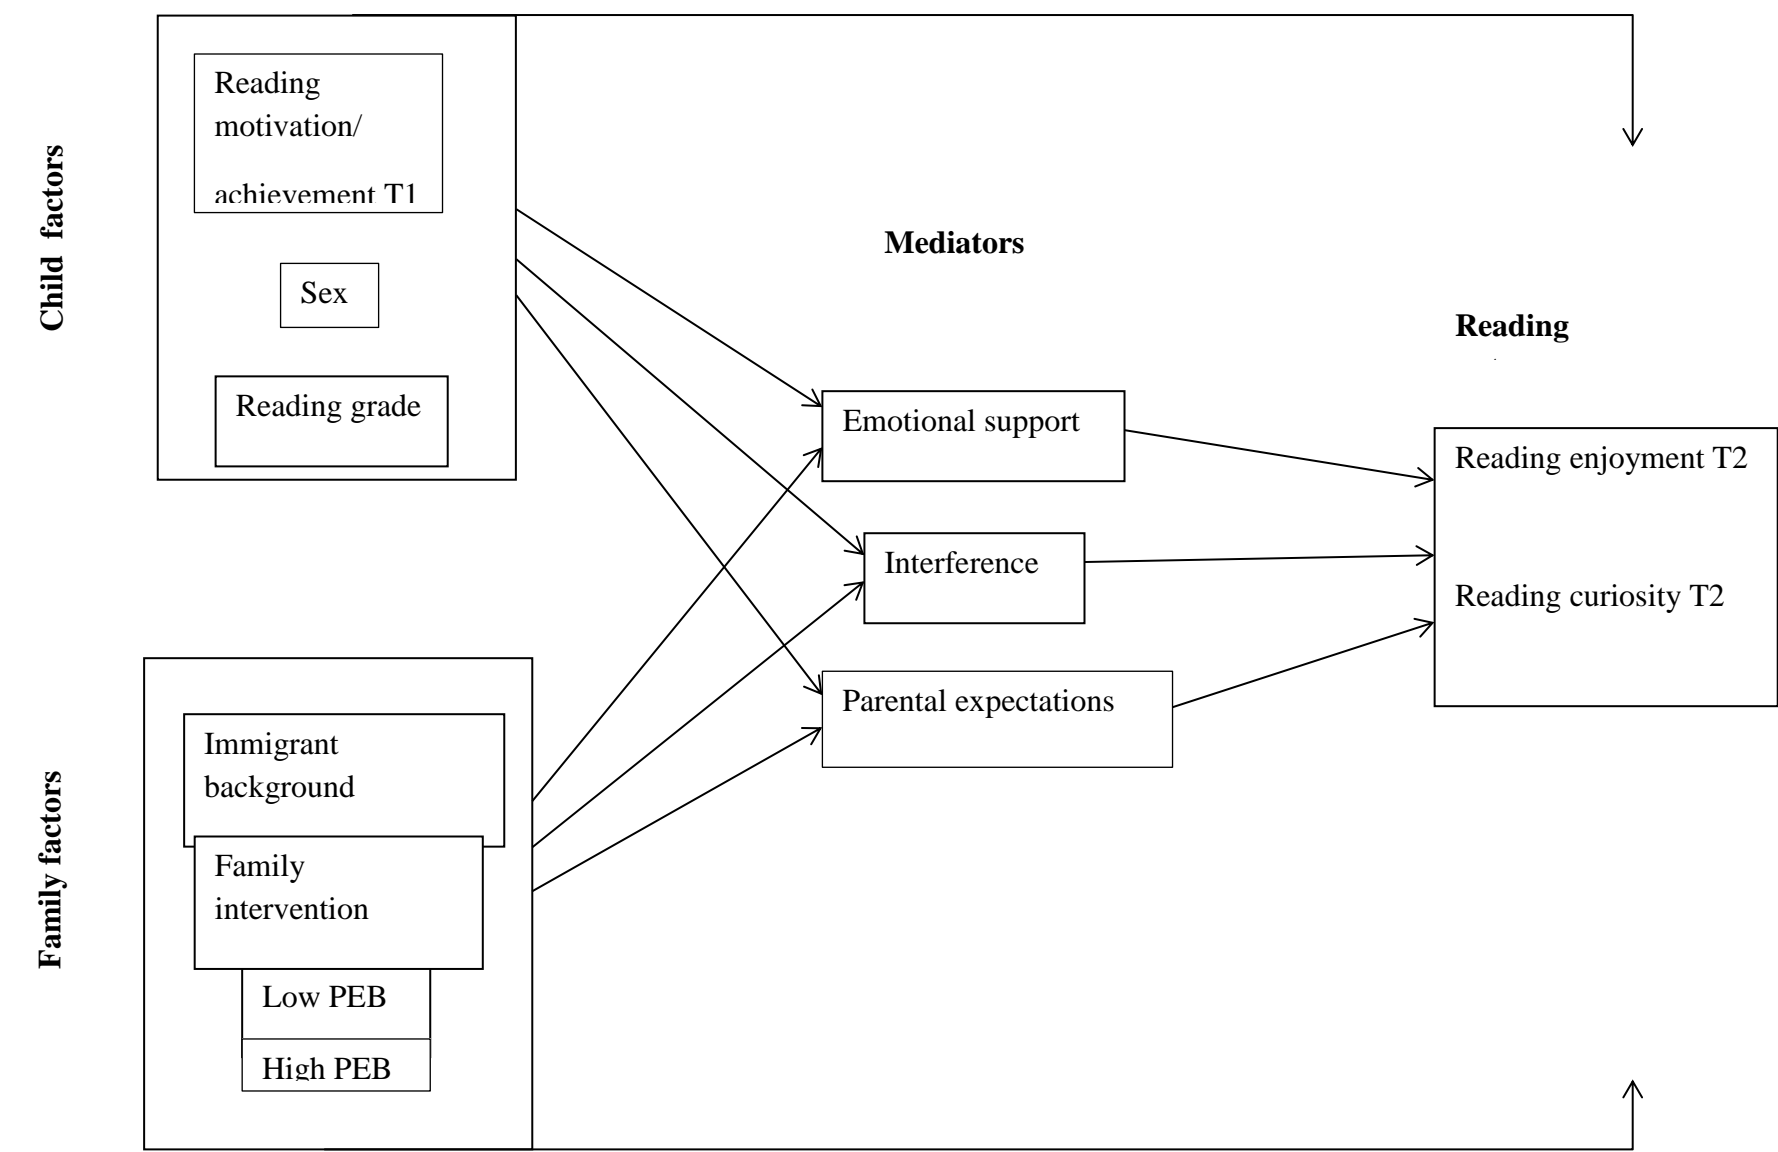 Child factors
Reading
motivation/
achievement T1
Sex
Reading grade
Mediators
Reading
Emotional support
Interference
Parental expectations
Reading enjoyment T2
Reading curiosity T2
Family factors
Immigrant
background
Family
intervention
Low PEB
High PEB